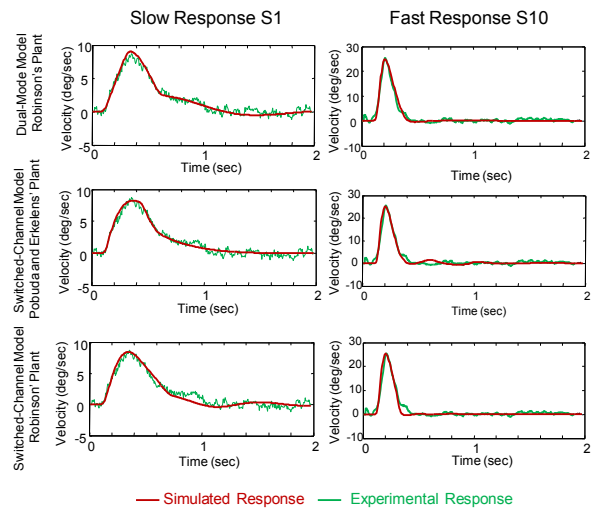 Slow Response S1
Fast Response S10
Dual-Mode Model
Robinson's Plant
Velocity (deg/sec)
10
5
0
-5
0
1
2
Time (sec)
Velocity (deg/sec)
30
20
10
0
-10
0
1
2
Time (sec)
Switched-Channel Model
Pobuda and Erkelens' Plant
Velocity (deg/sec)
10
5
0
-5
0
1
2
Time (sec)
Velocity (deg/sec)
30
20
10
0
-10
0
1
2
Time (sec)
Switched-Channel Model
Robinson' Plant
Velocity (deg/sec)
10
5
0
-5
0
1
2
Time (sec)
Velocity (deg/sec)
30
20
10
0
10
0
1
2
Time (sec)
Simulated Response
Experimental Response